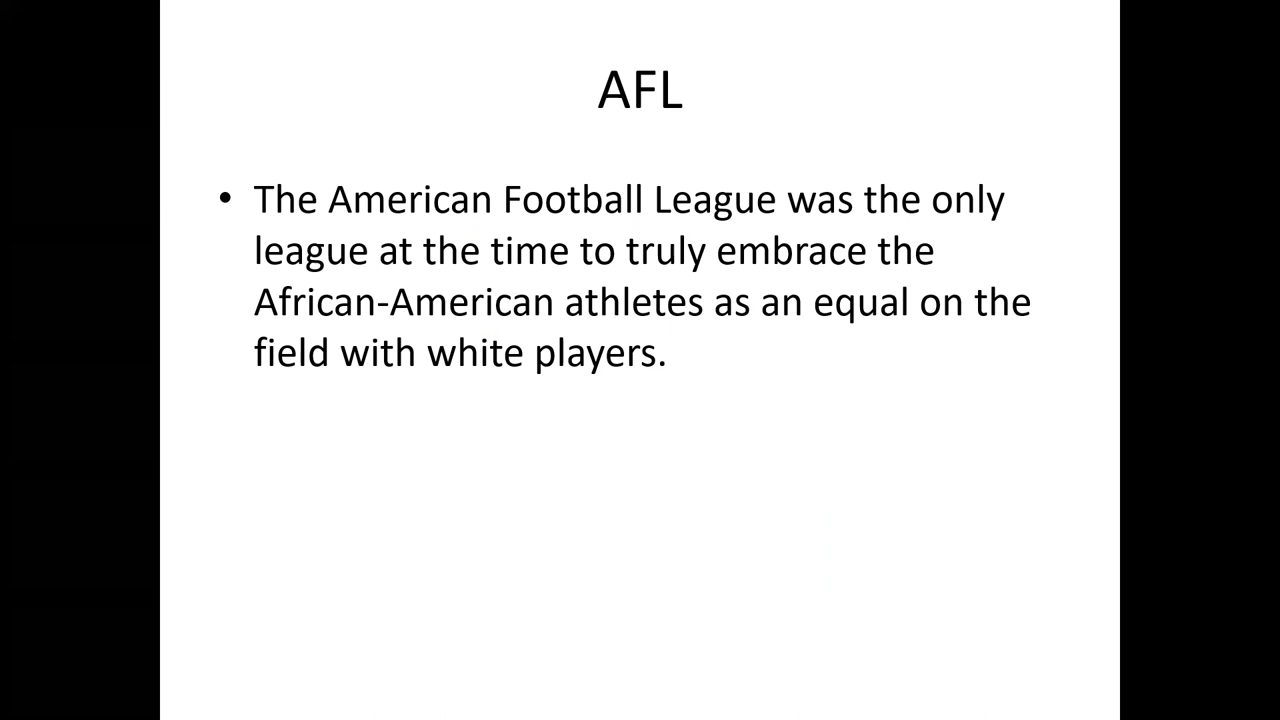 AFL
• The American Football League was the only
league at the time to truly embrace the
African-American athletes as an equal on the
field with white players.